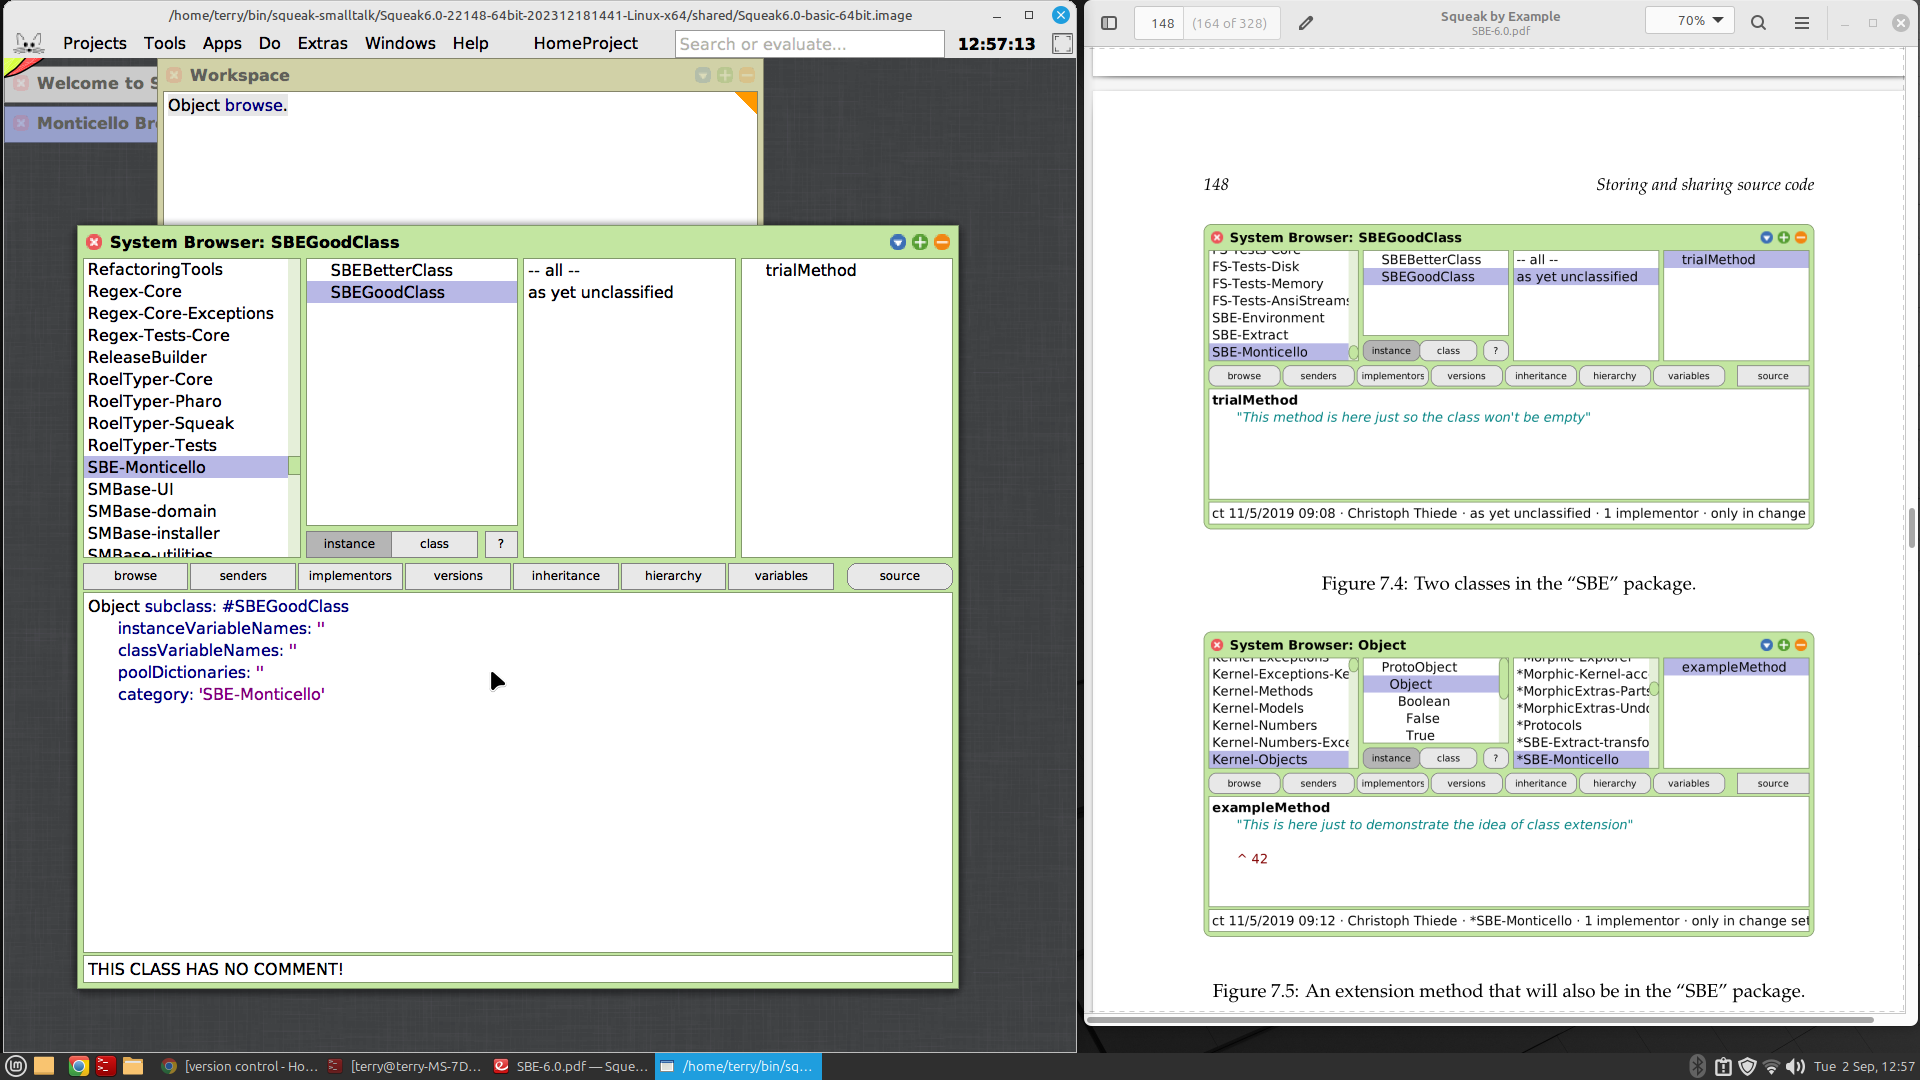 /home/terry/bin/squeak-smalltalk/Squeak6.0-22148-64bit-202312181441-Linux-x64/shared/Squeak6.0-basic-64bit.image
Projects Tools Apps Do Extras Windows Help HomeProject Search or evaluate... 12:57:13
Welcome to S
Monticello Bro
Workspace
Object browse.
System Browser: SBEGoodClass
RefactoringTools
Regex-Core
Regex-Core-Exceptions
Regex-Tests-Core
ReleaseBuilder
RoelTyper-Core
RoelTyper-Pharo
RoelTyper-Squeak
RoelTyper-Tests
SBE-Monticello
SMBase-UI
SMBase-domain
SMBase-installer
SMBase-utilities
SBEBetterClass
SBEGoodClass
instance class ?
-- all --
as yet unclassified
trialMethod
browse senders implementors versions inheritance hierarchy variables source
Object subclass: #SBEGoodClass
instanceVariableNames: ''
classVariableNames: ''
poolDictionaries: ''
category: 'SBE-Monticello'
THIS CLASS HAS NO COMMENT!
148 (164 of 328)
Squeak by Example
SBE-6.0.pdf
70%
148 Storing and sharing source code
System Browser: SBEGoodClass
FS-Tests-Core
FS-Tests-Disk
FS-Tests-Memory
FS-Tests-AnsiStreams
SBE-Environment
SBE-Extract
SBE-Monticello
SBEBetterClass
SBEGoodClass
instance class ?
-- all --
as yet unclassified
trialMethod
browse senders implementors versions inheritance hierarchy variables source
trialMethod
"This method is here just so the class won't be empty"
ct 11/5/2019 09:08 · Christoph Thiede · as yet unclassified · 1 implementor · only in change
Figure 7.4: Two classes in the “SBE” package.
System Browser: Object
Kernel-Exceptions
Kernel-Exceptions-Ke
Kernel-Methods
Kernel-Models
Kernel-Numbers
Kernel-Numbers-Exce
Kernel-Objects
ProtoObject
Object
Boolean
False
True
instance class ?
*Morphic-Explorer
*Morphic-Kernel-acc
*MorphicExtras-Parts
*MorphicExtras-Undo
*Protocols
*SBE-Extract-transfo
*SBE-Monticello
exampleMethod
browse senders implementors versions inheritance hierarchy variables source
exampleMethod
"This is here just to demonstrate the idea of class extension"
^ 42
ct 11/5/2019 09:12 · Christoph Thiede · *SBE-Monticello · 1 implementor · only in change set
Figure 7.5: An extension method that will also be in the “SBE” package.
[version control - Ho... [terry@terry-MS-7D... SBE-6.0.pdf — Sque... /home/terry/bin/sq... Tue 2 Sep, 12:57